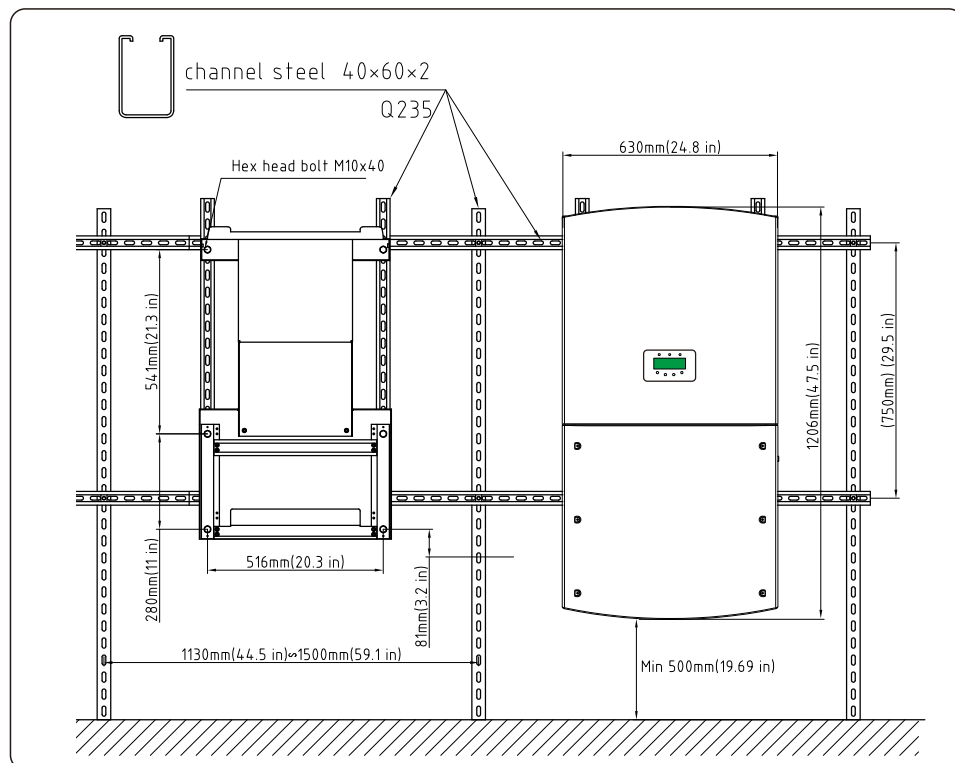 channel steel 40×60×2
Q235
Hex head bolt M10x40
630mm(24.8 in)
541mm(21.3 in)
1206mm(47.5 in)
(750mm) (29.5 in)
280mm(11 in)
516mm(20.3 in)
81mm(3.2 in)
1130mm(44.5 in)∽1500mm(59.1 in)
Min 500mm(19.69 in)